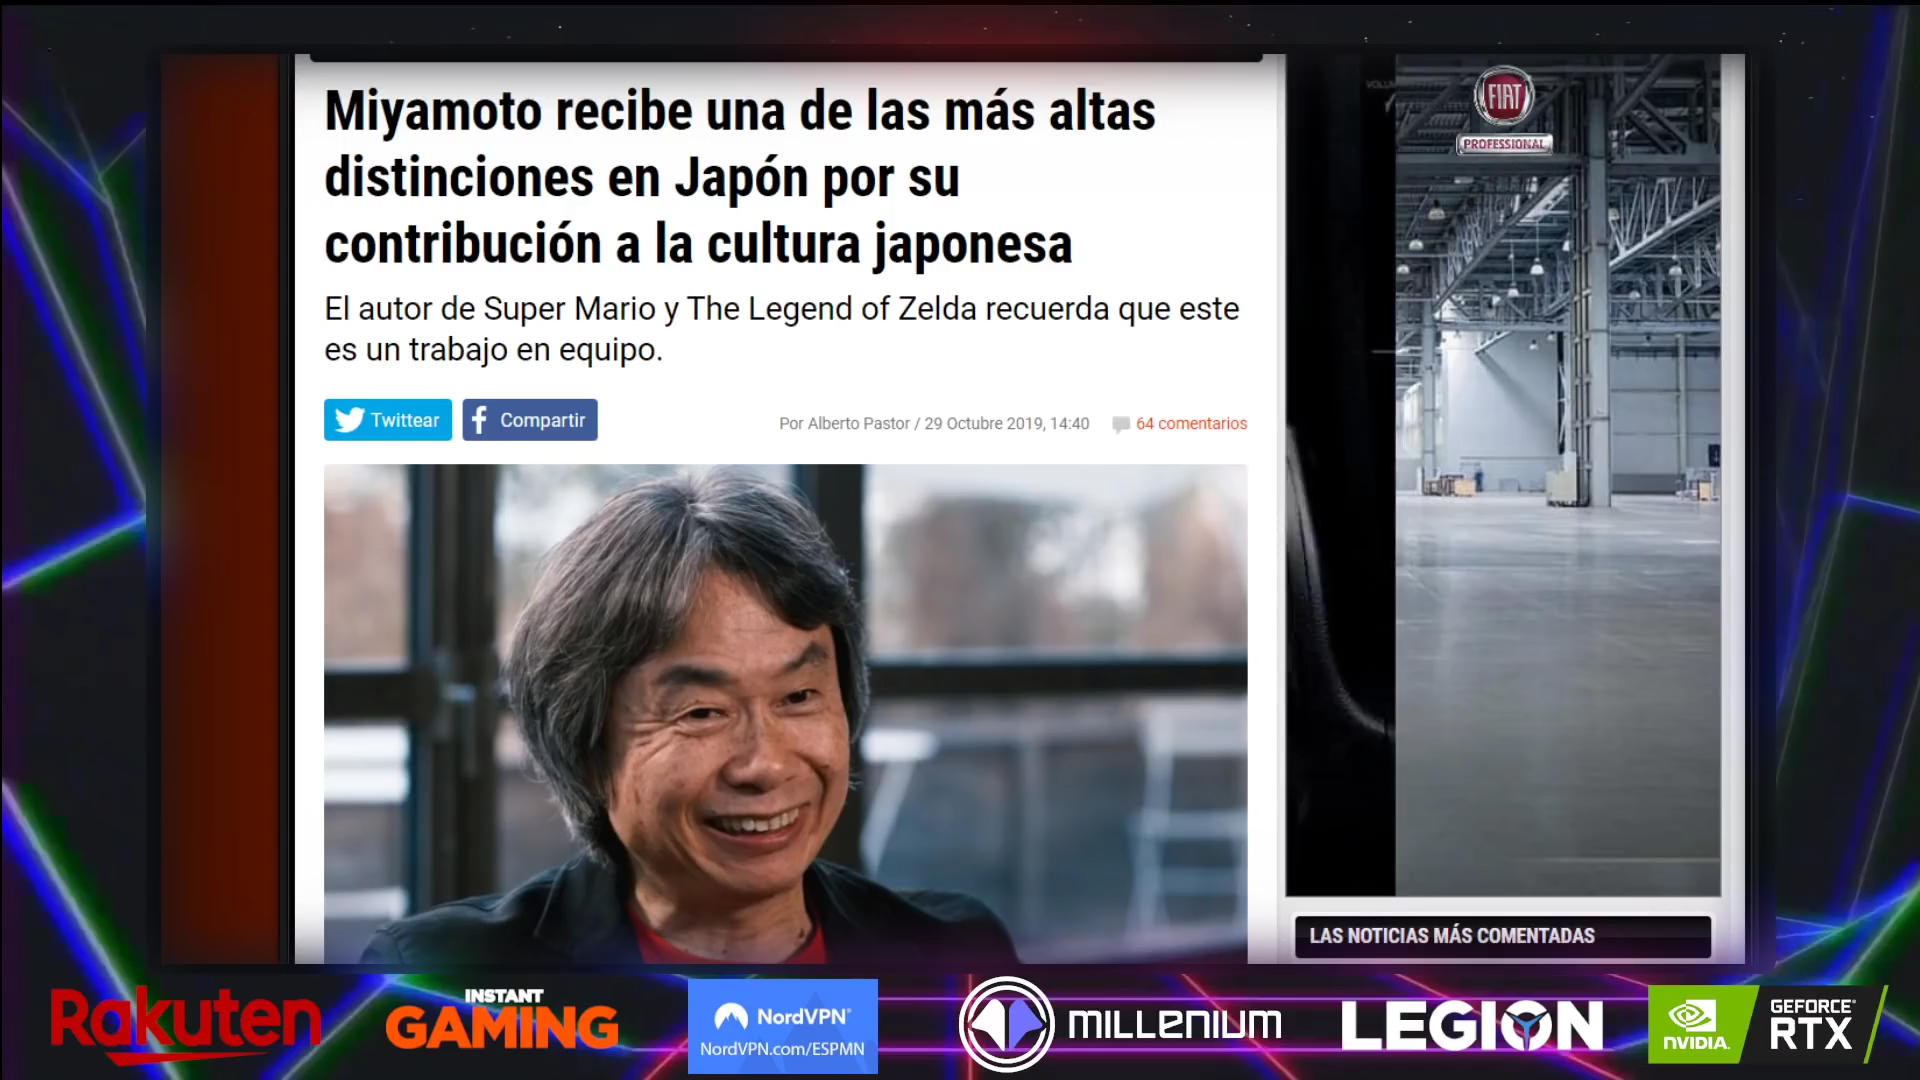 Miyamoto recibe una de las más altas
distinciones en Japón por su
contribución a la cultura japonesa
El autor de Super Mario y The Legend of Zelda recuerda que este
es un trabajo en equipo.
Twittear
Compartir
Por Alberto Pastor / 29 Octubre 2019, 14:40
64 comentarios
FIAT
PROFESSIONAL
LAS NOTICIAS MÁS COMENTADAS
Rakuten
INSTANT
GAMING
NordVPN®
NordVPN.com/ESPMN
MILLENIUM
LEGION
NVIDIA.
GEFORCE®
RTX